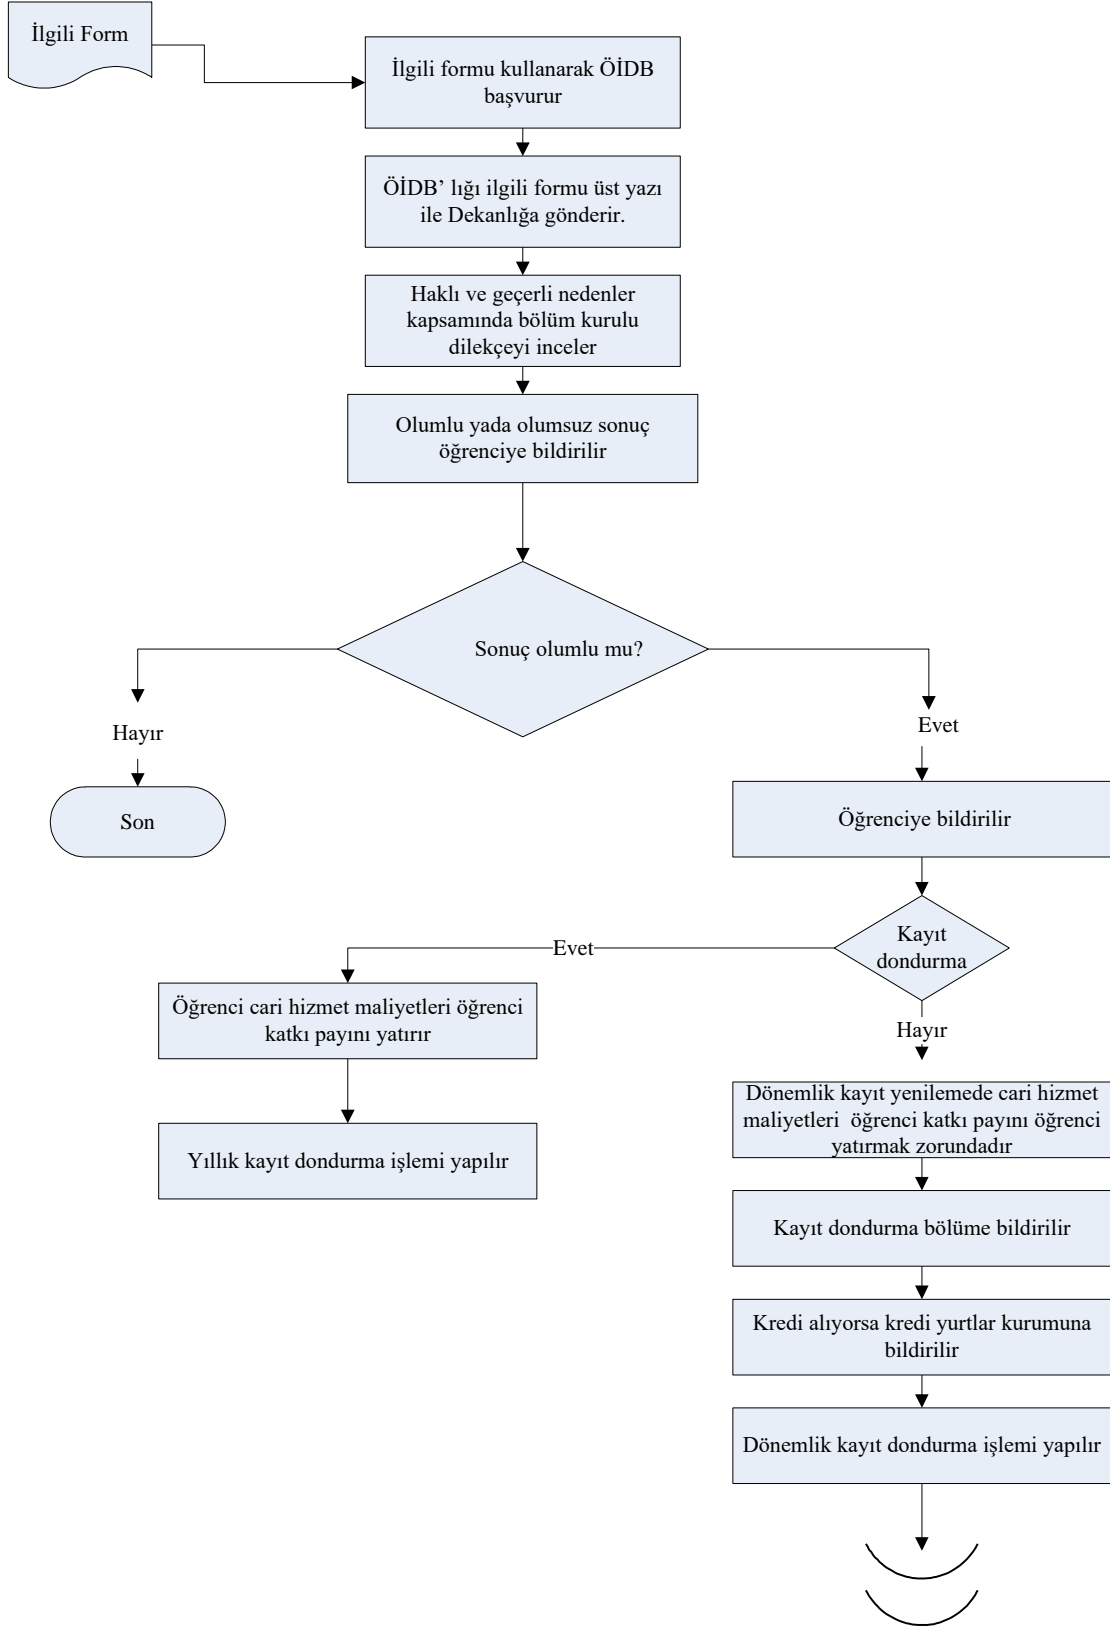 İlgili Form
İlgili formu kullanarak ÖİDB
başvurur
ÖİDB’ lığı ilgili formu üst yazı
ile Dekanlığa gönderir.
Haklı ve geçerli nedenler
kapsamında bölüm kurulu
dilekçeyi inceler
Olumlu yada olumsuz sonuç
öğrenciye bildirilir
Sonuç olumlu mu?
Hayır
Evet
Son
Öğrenciye bildirilir
Kayıt
dondurma
Evet
Öğrenci cari hizmet maliyetleri öğrenci
katkı payını yatırır
Hayır
Yıllık kayıt dondurma işlemi yapılır
Dönemlik kayıt yenilemede cari hizmet
maliyetleri  öğrenci katkı payını öğrenci
yatırmak zorundadır
Kayıt dondurma bölüme bildirilir
Kredi alıyorsa kredi yurtlar kurumuna
bildirilir
Dönemlik kayıt dondurma işlemi yapılır